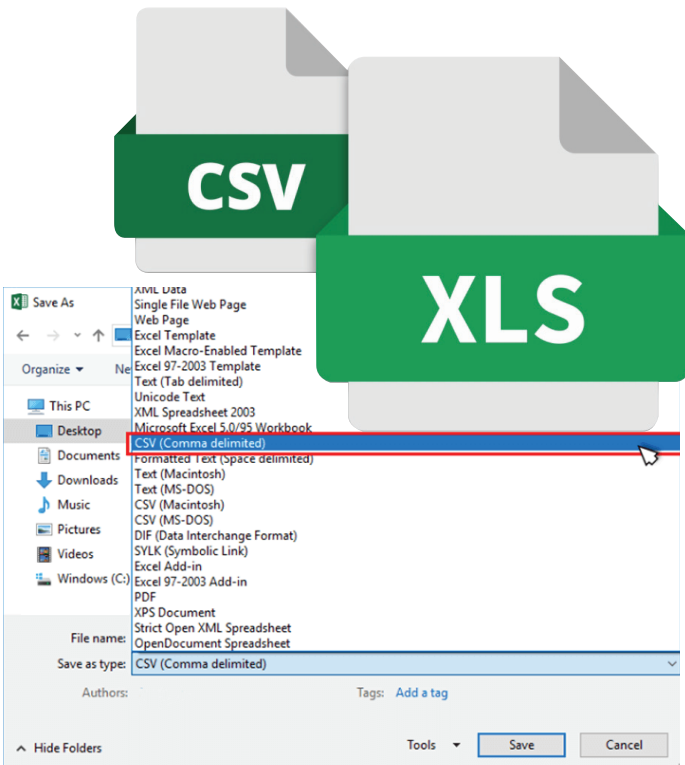 CSV
XLS
Save As
Organize
Ne
This PC
Desktop
Documents
Downloads
Music
Pictures
Videos
Windows (C:)
XML Data
Single File Web Page
Web Page
Excel Template
Excel Macro-Enabled Template
Excel 97-2003 Template
Text (Tab delimited)
Unicode Text
XML Spreadsheet 2003
Microsoft Excel 5.0/95 Workbook
CSV (Comma delimited)
Formatted Text (Space delimited)
Text (Macintosh)
Text (MS-DOS)
CSV (Macintosh)
CSV (MS-DOS)
DIF (Data Interchange Format)
SYLK (Symbolic Link)
Excel Add-in
Excel 97-2003 Add-in
PDF
XPS Document
Strict Open XML Spreadsheet
OpenDocument Spreadsheet
File name:
Save as type: CSV (Comma delimited)
Authors: Tags: Add a tag
Hide Folders Tools Save Cancel